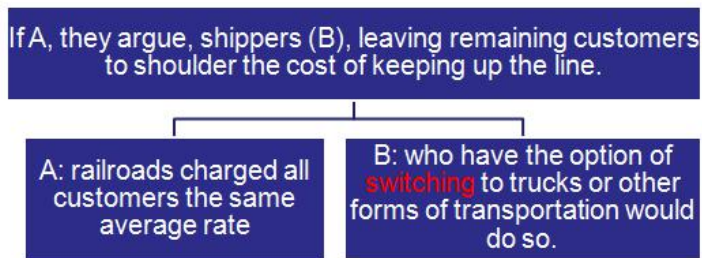 If A, they argue, shippers (B), leaving remaining customers
to shoulder the cost of keeping up the line.
A: railroads charged all
customers the same
average rate
B: who have the option of
switching to trucks or other
forms of transportation would
do so.